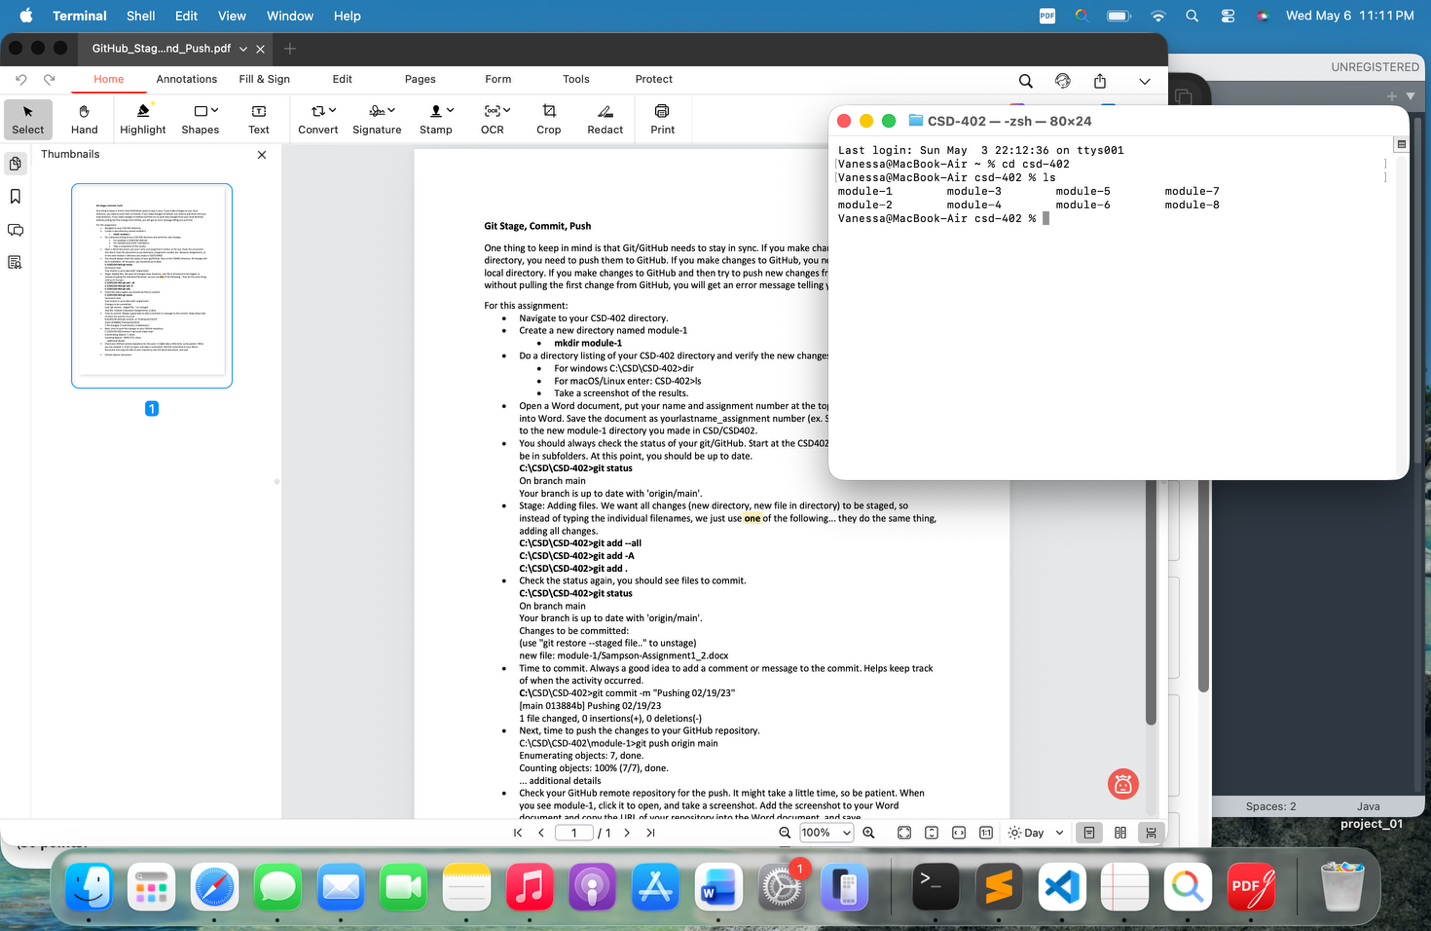 Terminal Shell Edit View Window Help
PDF
Wed May 6 11:11 PM
GitHub_Stag...nd_Push.pdf
UNREGISTERED
Home Annotations Fill & Sign Edit Pages Form Tools Protect
Select Hand Highlight Shapes Text Convert Signature Stamp OCR Crop Redact Print
Thumbnails
1
CSD-402 — -zsh — 80×24
Last login: Sun May  3 22:12:36 on ttys001
[Vanessa@MacBook-Air ~ % cd csd-402 ]
[Vanessa@MacBook-Air csd-402 % ls ]
module-1 module-3 module-5 module-7
module-2 module-4 module-6 module-8
Vanessa@MacBook-Air csd-402 %
Git Stage, Commit, Push
One thing to keep in mind is that Git/GitHub needs to stay in sync. If you make
directory, you need to push them to GitHub. If you make changes to GitHub, you
local directory. If you make changes to GitHub and then try to push new changes
without pulling the first change from GitHub, you will get an error message telling
For this assignment:
• Navigate to your CSD-402 directory.
• Create a new directory named module-1
• mkdir module-1
• Do a directory listing of your CSD-402 directory and verify the new changes
• For windows C:\CSD\CSD-402>dir
• For macOS/Linux enter: CSD-402>ls
• Take a screenshot of the results.
• Open a Word document, put your name and assignment number at the top
into Word. Save the document as yourlastname_assignment number (ex. S
to the new module-1 directory you made in CSD/CSD402.
• You should always check the status of your git/GitHub. Start at the CSD402
be in subfolders. At this point, you should be up to date.
C:\CSD\CSD-402>git status
On branch main
Your branch is up to date with 'origin/main'.
• Stage: Adding files. We want all changes (new directory, new file in directory) to be staged, so
instead of typing the individual filenames, we just use one of the following... they do the same thing,
adding all changes.
C:\CSD\CSD-402>git add --all
C:\CSD\CSD-402>git add -A
C:\CSD\CSD-402>git add .
• Check the status again, you should see files to commit.
C:\CSD\CSD-402>git status
On branch main
Your branch is up to date with 'origin/main'.
Changes to be committed:
(use "git restore --staged file.." to unstage)
new file: module-1/Sampson-Assignment1_2.docx
• Time to commit. Always a good idea to add a comment or message to the commit. Helps keep track
of when the activity occurred.
C:\CSD\CSD-402>git commit -m "Pushing 02/19/23"
[main 013884b] Pushing 02/19/23
1 file changed, 0 insertions(+), 0 deletions(-)
• Next, time to push the changes to your GitHub repository.
C:\CSD\CSD-402\module-1>git push origin main
Enumerating objects: 7, done.
Counting objects: 100% (7/7), done.
... additional details
• Check your GitHub remote repository for the push. It might take a little time, so be patient. When
you see module-1, click it to open, and take a screenshot. Add the screenshot to your Word
document and copy the URL of your repository into the Word document, and save.
1 / 1
100%
1:1
Day
Spaces: 2 Java
project_01
1
W
>_
PDF